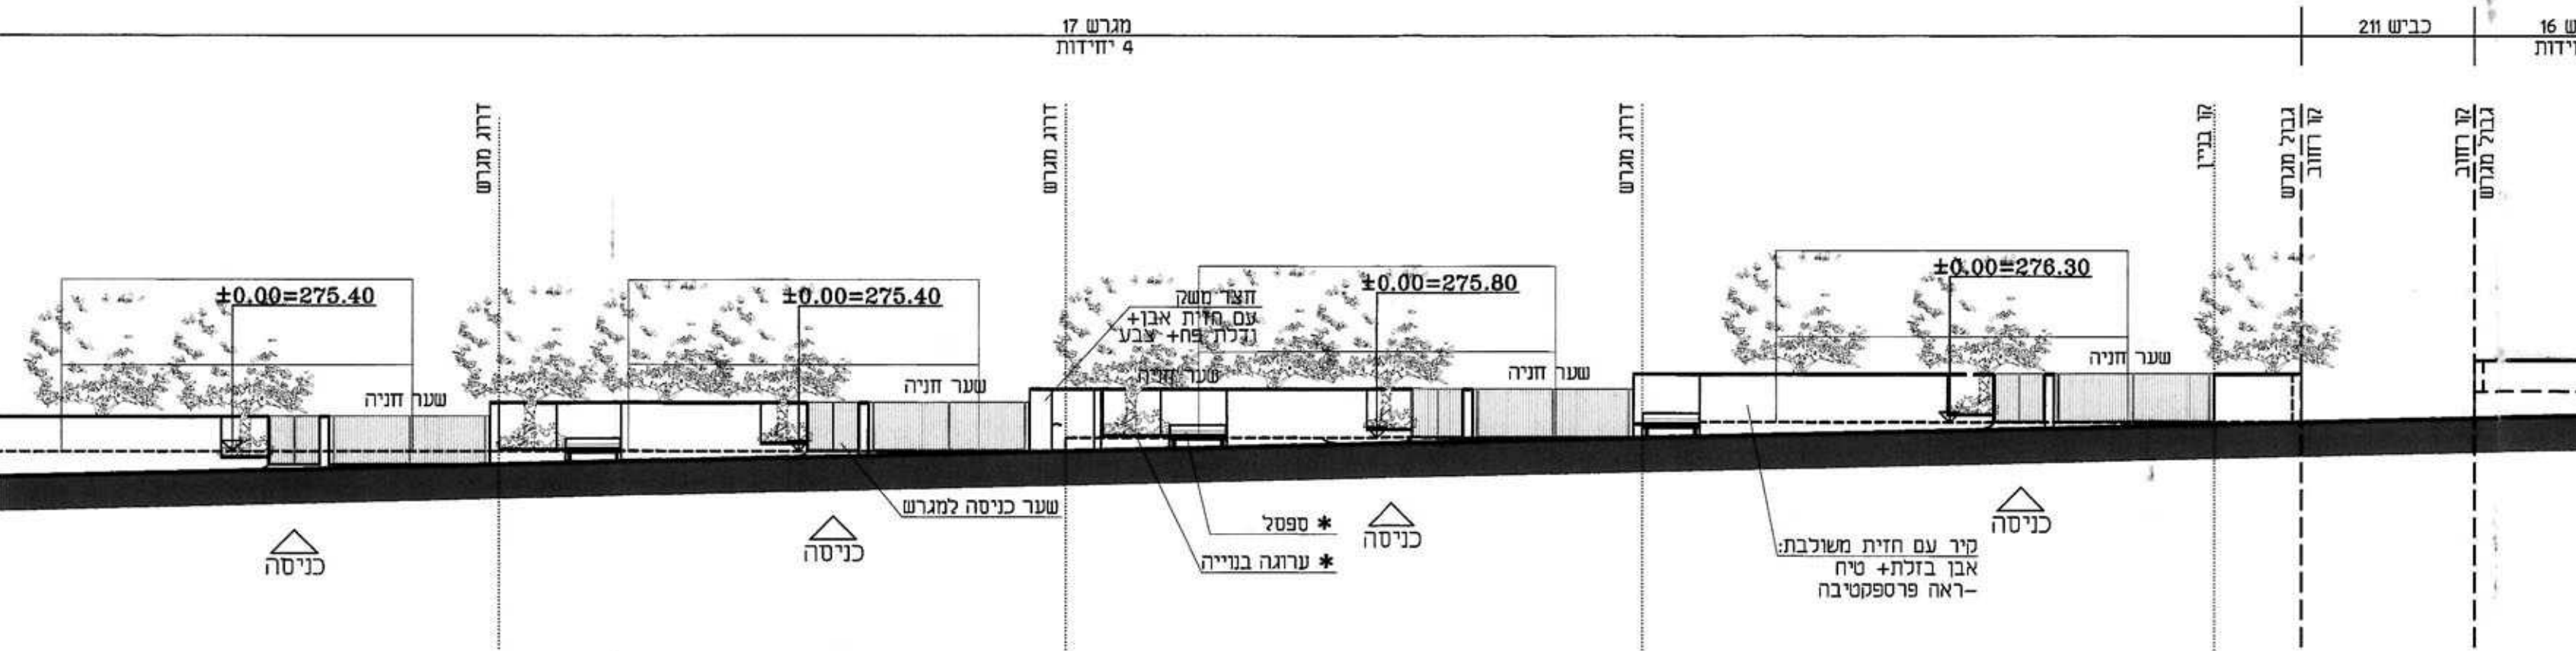 מגרש 17
4 יחידות
כביש 211
דרוג מגרש
דרוג מגרש
דרוג מגרש
קו בניין
גבול מגרש
קו רחוב
קו רחוב
גבול מגרש
±0.00=275.40
±0.00=275.40
±0.00=275.80
±0.00=276.30
חצר משק
עם חזית אבן+
ודלת פח+ צבע
שער חניה
שער חניה
שער חניה
שער חניה
שער חניה
שער כניסה למגרש
* ספסל
* ערוגה בנוייה
קיר עם חזית משולבת:
אבן בזלת+ טיח
-ראה פרספקטיבה
כניסה
כניסה
כניסה
כניסה